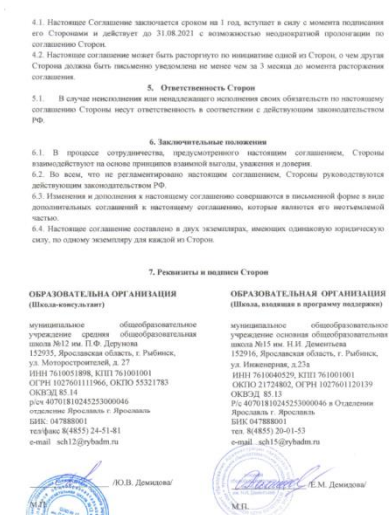 4.1. Настоящее Соглашение заключается сроком на 1 год, вступает в силу с момента подписания
его Сторонами и действует до 31.08.2021 с возможностью неоднократной пролонгации по
соглашению Сторон.
4.2. Настоящее соглашение может быть расторгнуто по инициативе одной из Сторон, о чем другая
Сторона должна быть письменно уведомлена не менее чем за 3 месяца до момента расторжения
соглашения.
5. Ответственность Сторон
5.1. В случае неисполнения или ненадлежащего исполнения своих обязательств по настоящему
соглашению Стороны несут ответственность в соответствии с действующим законодательством
РФ.
6. Заключительные положения
6.1. В процессе сотрудничества, предусмотренного настоящим соглашением, Стороны
взаимодействуют на основе принципов взаимной выгоды, уважения и доверия.
6.2. Во всем, что не регламентировано настоящим соглашением, Стороны руководствуются
действующим законодательством РФ.
6.3. Изменения и дополнения к настоящему соглашению совершаются в письменной форме в виде
дополнительных соглашений к настоящему соглашению, которые являются его неотъемлемой
частью.
6.4. Настоящее соглашение составлено в двух экземплярах, имеющих одинаковую юридическую
силу, по одному экземпляру для каждой из Сторон.
7. Реквизиты и подписи Сторон
ОБРАЗОВАТЕЛЬНА ОРГАНИЗАЦИЯ
(Школа-консультант)
муниципальное общеобразовательное
учреждение средняя общеобразовательная
школа №12 им. П.Ф. Дерунова
152935, Ярославская область, г. Рыбинск,
ул. Моторостроителей, д. 27
ИНН 7610051898, КПП 761001001
ОГРН 1027601111966, ОКПО 55321783
ОКВЭД 85.14
р/сч 40701810245253000046
отделение Ярославль г. Ярославль
БИК: 047888001
тел/факс 8(4855) 24-51-81
e-mail sch12@rybadm.ru
/Ю.В. Демидова/
М.П.
ОБРАЗОВАТЕЛЬНАЯ ОРГАНИЗАЦИЯ
(Школа, входящая в программу поддержки)
муниципальное общеобразовательное
учреждение основная общеобразовательная
школа №15 им. Н.И. Дементьева
152916, Ярославская область, г. Рыбинск,
ул. Инженерная, д.23а
ИНН 7610040529, КПП 761001001
ОКПО 21724802, ОГРН 1027601120139
ОКВЭД 85.13
Р/с 40701810245253000046 в Отделении
Ярославль г. Ярославль
БИК 047888001
тел. 8(4855) 20-01-53
e-mail sch15@rybadm.ru
/Е.М. Демидова/
М.П.